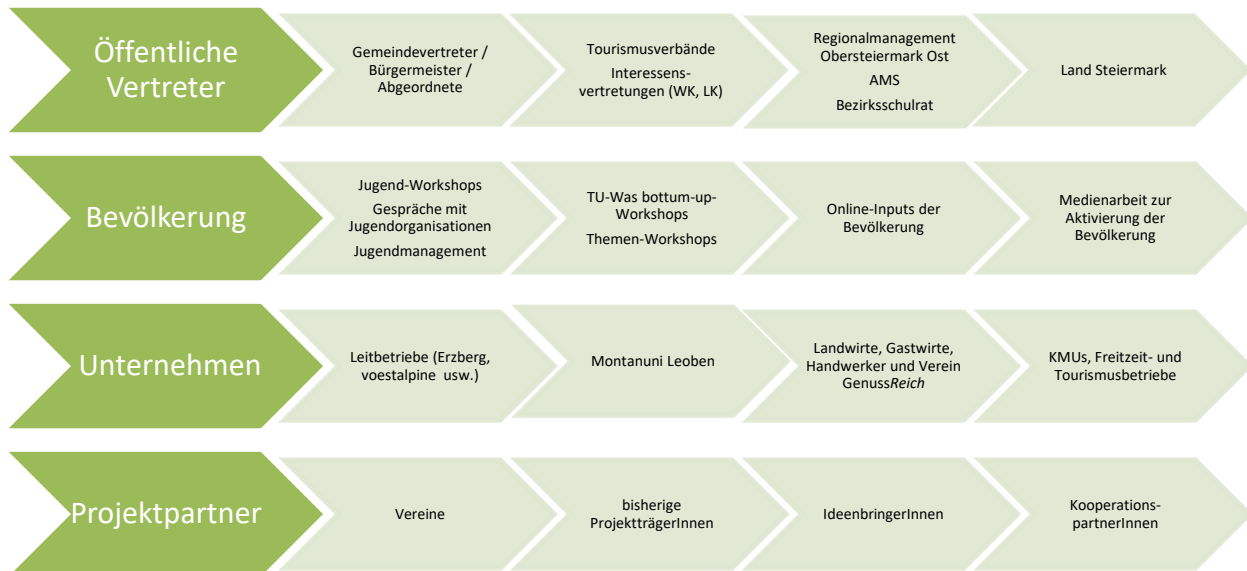 Öffentliche
Vertreter
Gemeindevertreter /
Bürgermeister /
Abgeordnete
Tourismusverbände
Interessens-
vertretungen (WK, LK)
Regionalmanagement
Obersteiermark Ost
AMS
Bezirksschulrat
Land Steiermark
Bevölkerung
Jugend-Workshops
Gespräche mit
Jugendorganisationen
Jugendmanagement
TU-Was bottum-up-
Workshops
Themen-Workshops
Online-Inputs der
Bevölkerung
Medienarbeit zur
Aktivierung der
Bevölkerung
Unternehmen
Leitbetriebe (Erzberg,
voestalpine usw.)
Montanuni Leoben
Landwirte, Gastwirte,
Handwerker und Verein
GenussReich
KMUs, Freitzeit- und
Tourismusbetriebe
Projektpartner
Vereine
bisherige
ProjektträgerInnen
IdeenbringerInnen
Kooperations-
partnerInnen